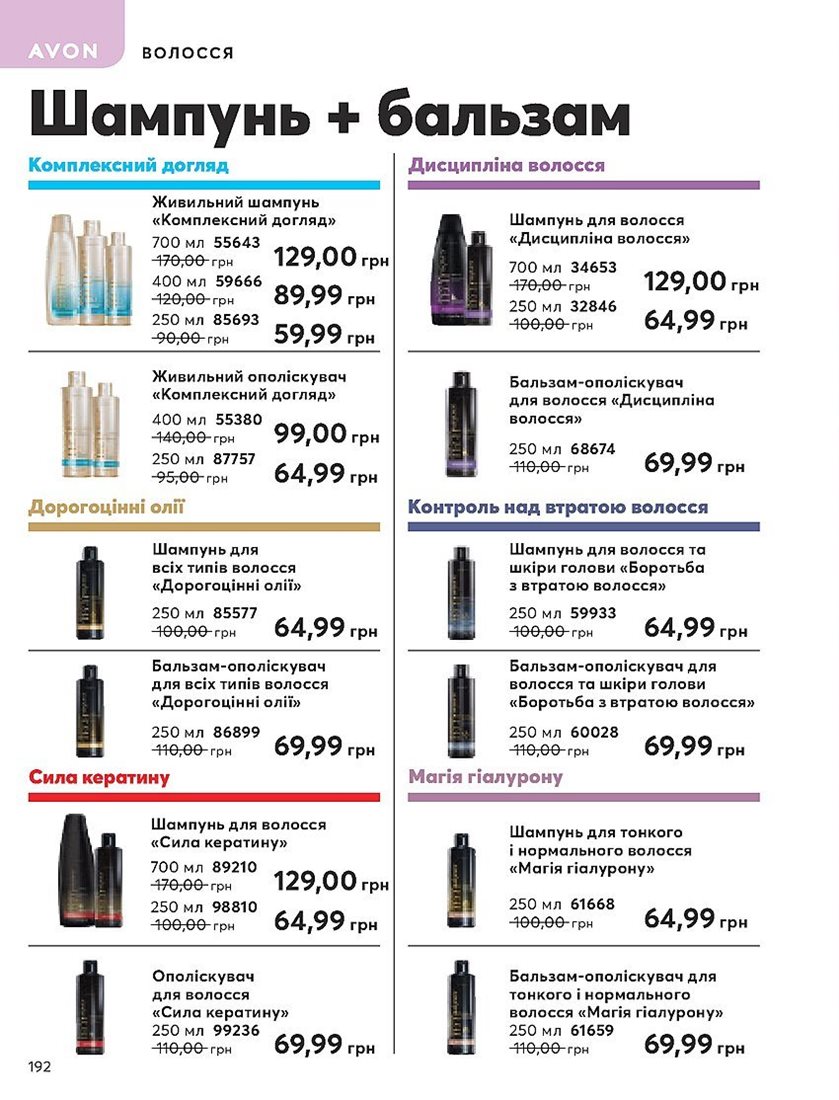 AVON
ВОЛОССЯ
Шампунь + бальзам
Комплексний догляд
Живильний шампунь
«Комплексний догляд»
700 мл 55643
170,00 грн
129,00 грн
400 мл 59666
120,00 грн
89,99 грн
250 мл 85693
90,00 грн
59,99 грн
Живильний ополіскувач
«Комплексний догляд»
400 мл 55380
140,00 грн
99,00 грн
250 мл 87757
95,00 грн
64,99 грн
Дорогоцінні олії
Шампунь для
всіх типів волосся
«Дорогоцінні олії»
250 мл 85577
100,00 грн
64,99 грн
Бальзам-ополіскувач
для всіх типів волосся
«Дорогоцінні олії»
250 мл 86899
110,00 грн
69,99 грн
Сила кератину
Шампунь для волосся
«Сила кератину»
700 мл 89210
170,00 грн
129,00 грн
250 мл 98810
100,00 грн
64,99 грн
Ополіскувач
для волосся
«Сила кератину»
250 мл 99236
110,00 грн
69,99 грн
Дисципліна волосся
Шампунь для волосся
«Дисципліна волосся»
700 мл 34653
170,00 грн
129,00 грн
250 мл 32846
100,00 грн
64,99 грн
Бальзам-ополіскувач
для волосся «Дисципліна
волосся»
250 мл 68674
110,00 грн
69,99 грн
Контроль над втратою волосся
Шампунь для волосся та
шкіри голови «Боротьба
з втратою волосся»
250 мл 59933
100,00 грн
64,99 грн
Бальзам-ополіскувач для
волосся та шкіри голови
«Боротьба з втратою волосся»
250 мл 60028
110,00 грн
69,99 грн
Магія гіалурону
Шампунь для тонкого
і нормального волосся
«Магія гіалурону»
250 мл 61668
100,00 грн
64,99 грн
Бальзам-ополіскувач для
тонкого і нормального
волосся «Магія гіалурону»
250 мл 61659
110,00 грн
69,99 грн
192